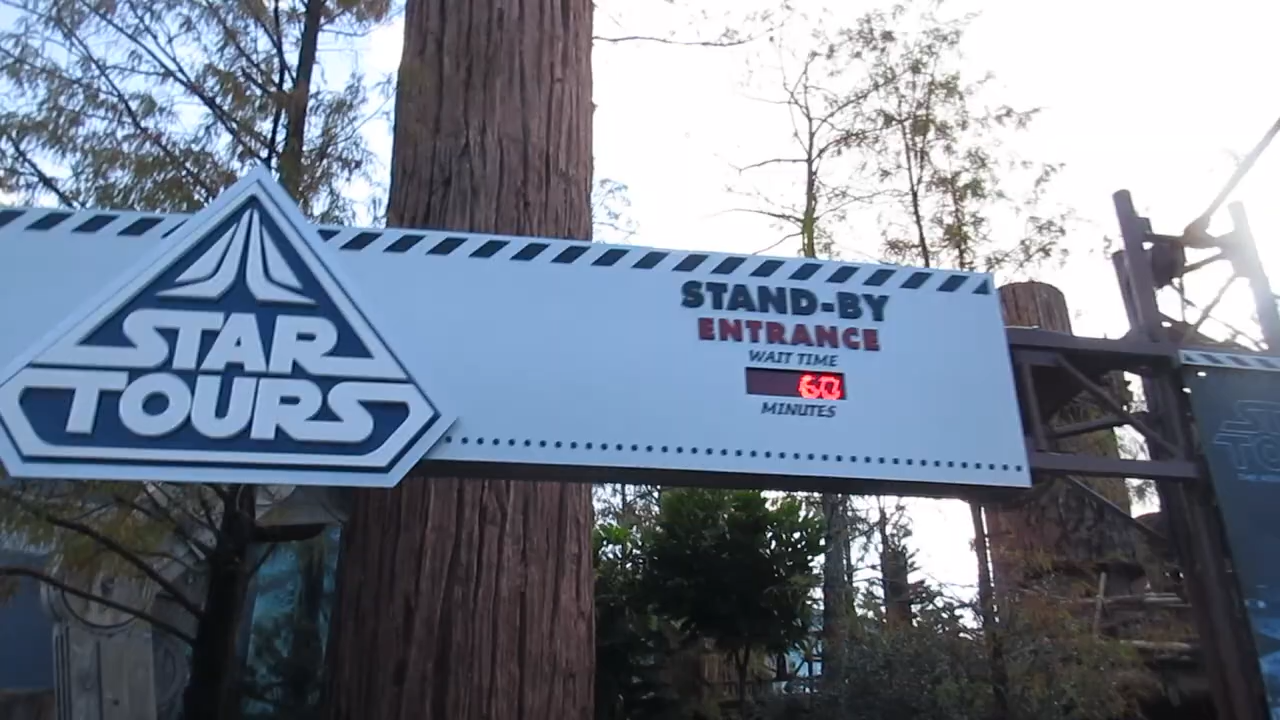 STAR
TOURS
STAND-BY
ENTRANCE
WAIT TIME
60
MINUTES